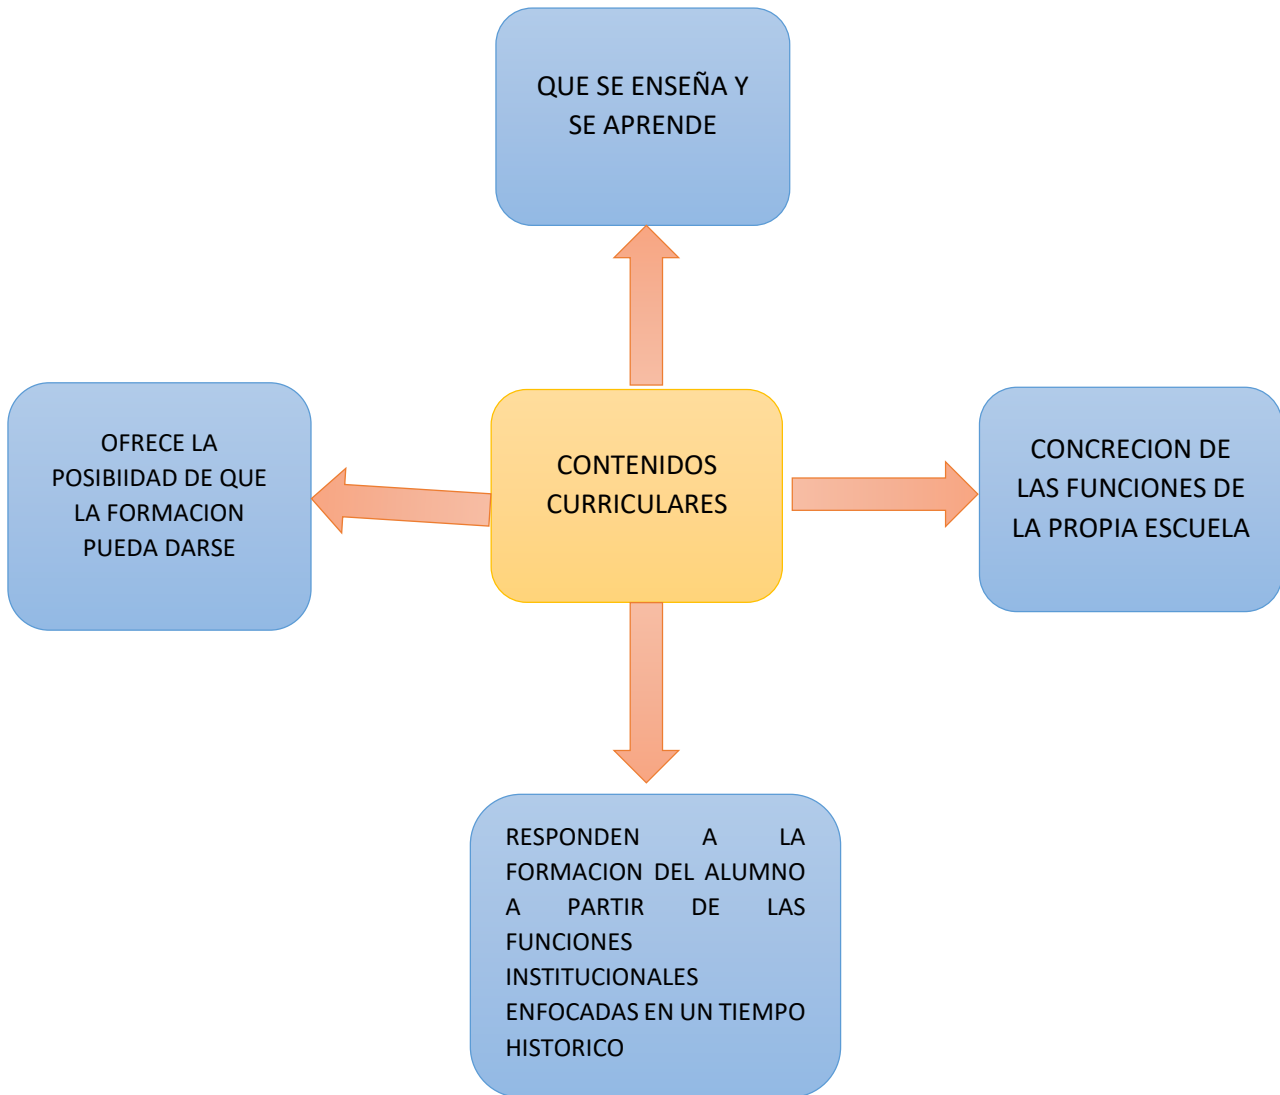 QUE SE ENSEÑA Y
SE APRENDE
OFRECE LA
POSIBIIDAD DE QUE
LA FORMACION
PUEDA DARSE
CONTENIDOS
CURRICULARES
CONCRECION DE
LAS FUNCIONES DE
LA PROPIA ESCUELA
RESPONDEN A LA
FORMACION DEL ALUMNO
A PARTIR DE LAS
FUNCIONES
INSTITUCIONALES
ENFOCADAS EN UN TIEMPO
HISTORICO